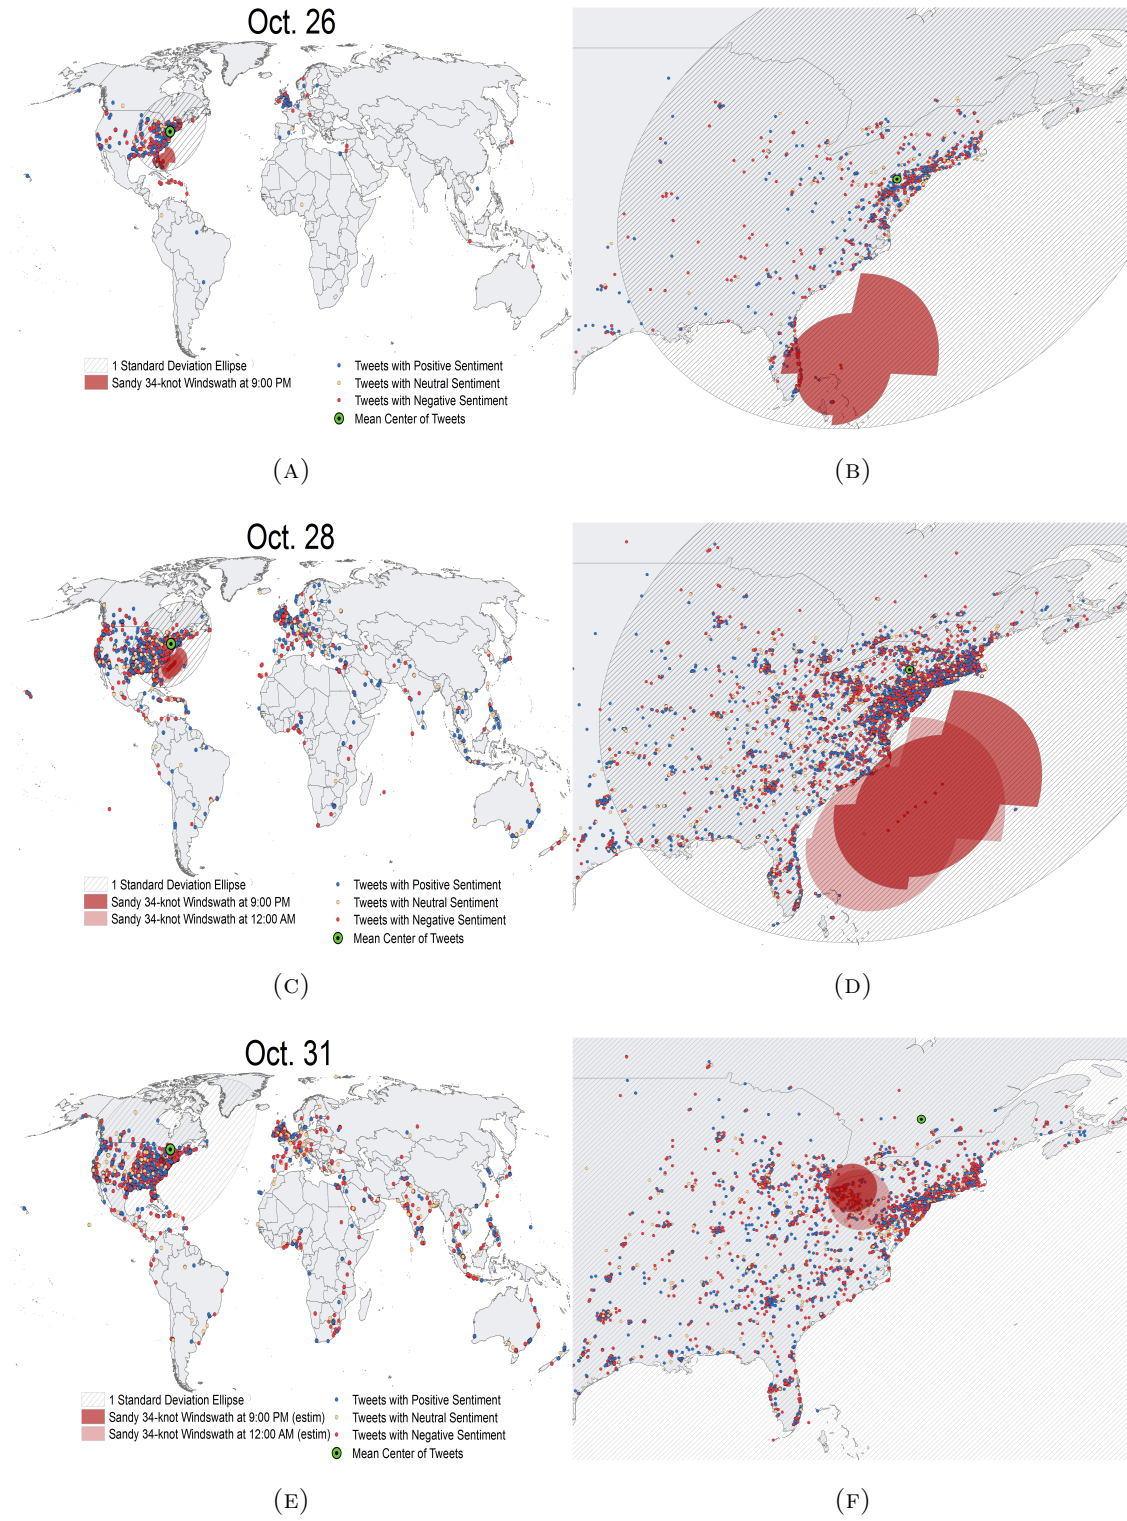 Oct. 26
1 Standard Deviation Ellipse
Sandy 34-knot Windswath at 9:00 PM
Tweets with Positive Sentiment
Tweets with Neutral Sentiment
Tweets with Negative Sentiment
Mean Center of Tweets
(A)
(B)
Oct. 28
1 Standard Deviation Ellipse
Sandy 34-knot Windswath at 9:00 PM
Sandy 34-knot Windswath at 12:00 AM
Tweets with Positive Sentiment
Tweets with Neutral Sentiment
Tweets with Negative Sentiment
Mean Center of Tweets
(C)
(D)
Oct. 31
1 Standard Deviation Ellipse
Sandy 34-knot Windswath at 9:00 PM (estim)
Sandy 34-knot Windswath at 12:00 AM (estim)
Tweets with Positive Sentiment
Tweets with Neutral Sentiment
Tweets with Negative Sentiment
Mean Center of Tweets
(E)
(F)